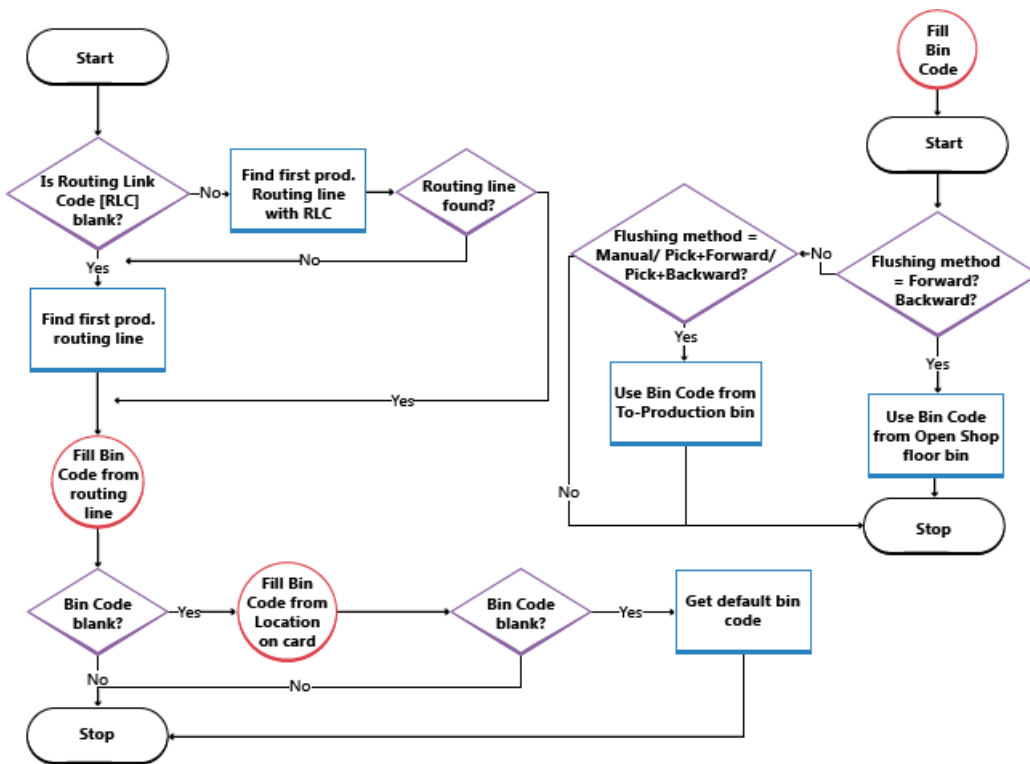 Start
Is Routing Link
Code [RLC]
blank?
No
Find first prod.
Routing line
with RLC
Routing line
found?
No
Yes
Find first prod.
routing line
Yes
Fill Bin
Code from
routing
line
Bin Code
blank?
Yes
Fill Bin
Code from
Location
on card
Bin Code
blank?
Yes
Get default bin
code
No
No
Stop
Fill
Bin
Code
Start
Flushing method
= Forward?
Backward?
No
Flushing method =
Manual/ Pick+Forward/
Pick+Backward?
Yes
Use Bin Code from
To-Production bin
No
Yes
Use Bin Code
from Open Shop
floor bin
Stop